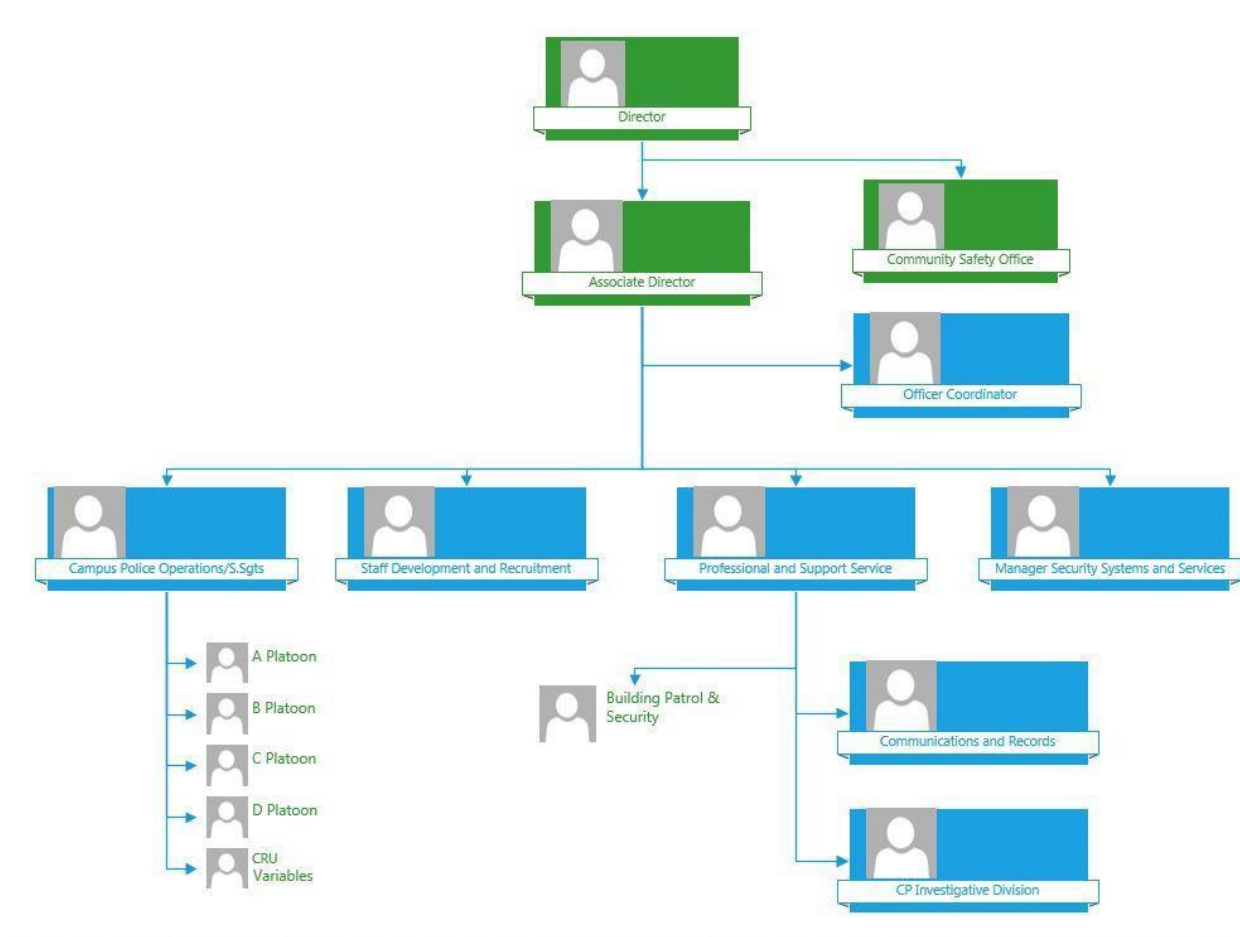 Director
Community Safety Office
Associate Director
Officer Coordinator
Campus Police Operations/S.Sgts
Staff Development and Recruitment
Professional and Support Service
Manager Security Systems and Services
A Platoon
B Platoon
C Platoon
D Platoon
CRU
Variables
Building Patrol &
Security
Communications and Records
CP Investigative Division